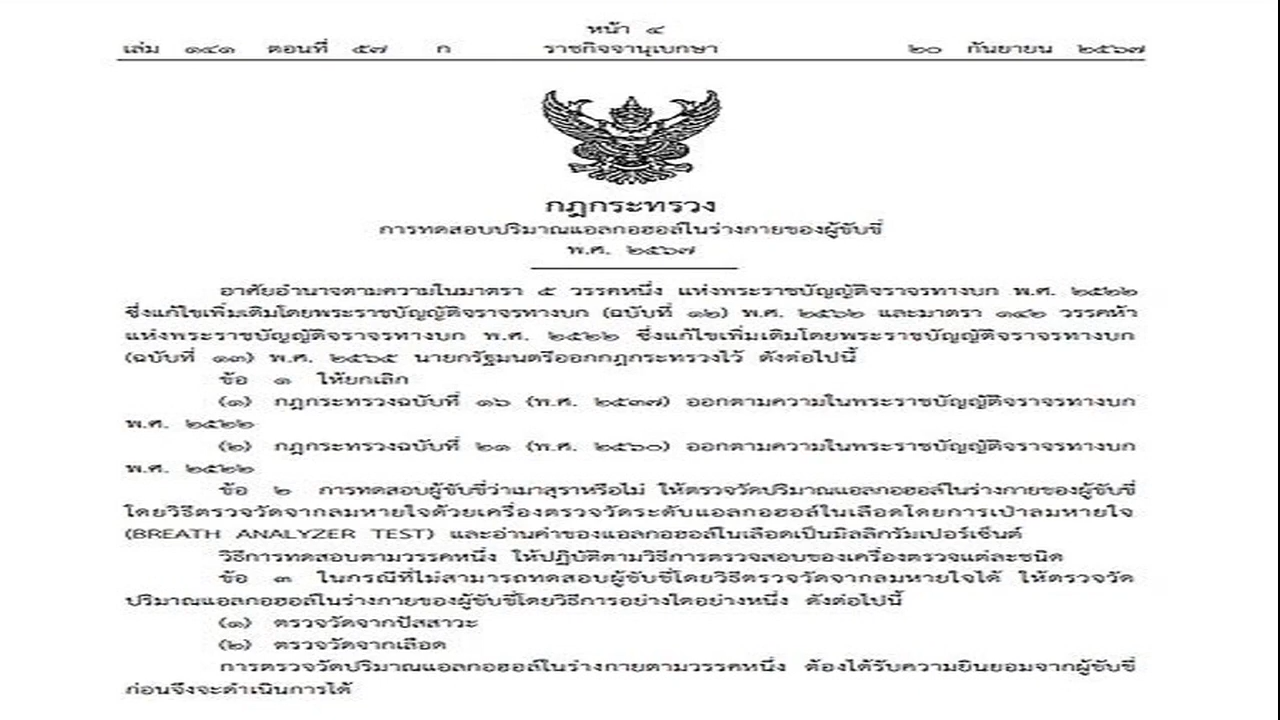 หน้า ๔
เล่ม ๑๔๑ ตอนที่ ๕๗ ก ราชกิจจานุเบกษา ๒๐ กันยายน ๒๕๖๗
กฎกระทรวง
การทดสอบปริมาณแอลกอฮอล์ในร่างกายของผู้ขับขี่
พ.ศ. ๒๕๖๗
อาศัยอำนาจตามความในมาตรา ๕ วรรคหนึ่ง แห่งพระราชบัญญัติจราจรทางบก พ.ศ. ๒๕๒๒
ซึ่งแก้ไขเพิ่มเติมโดยพระราชบัญญัติจราจรทางบก (ฉบับที่ ๑๒) พ.ศ. ๒๕๖๒ และมาตรา ๑๔๒ วรรคห้า
แห่งพระราชบัญญัติจราจรทางบก พ.ศ. ๒๕๒๒ ซึ่งแก้ไขเพิ่มเติมโดยพระราชบัญญัติจราจรทางบก
(ฉบับที่ ๑๓) พ.ศ. ๒๕๖๕ นายกรัฐมนตรีออกกฎกระทรวงไว้ ดังต่อไปนี้
ข้อ ๑ ให้ยกเลิก
(๑) กฎกระทรวงฉบับที่ ๑๖ (พ.ศ. ๒๕๓๗) ออกตามความในพระราชบัญญัติจราจรทางบก
พ.ศ. ๒๕๒๒
(๒) กฎกระทรวงฉบับที่ ๒๑ (พ.ศ. ๒๕๖๐) ออกตามความในพระราชบัญญัติจราจรทางบก
พ.ศ. ๒๕๒๒
ข้อ ๒ การทดสอบผู้ขับขี่ว่าเมาสุราหรือไม่ ให้ตรวจวัดปริมาณแอลกอฮอล์ในร่างกายของผู้ขับขี่
โดยวิธีตรวจวัดจากลมหายใจด้วยเครื่องตรวจวัดระดับแอลกอฮอล์ในเลือดโดยการเป่าลมหายใจ
(BREATH ANALYZER TEST) และอ่านค่าของแอลกอฮอล์ในเลือดเป็นมิลลิกรัมเปอร์เซ็นต์
วิธีการทดสอบตามวรรคหนึ่ง ให้ปฏิบัติตามวิธีการตรวจสอบของเครื่องตรวจแต่ละชนิด
ข้อ ๓ ในกรณีที่ไม่สามารถทดสอบผู้ขับขี่โดยวิธีตรวจวัดจากลมหายใจได้ ให้ตรวจวัด
ปริมาณแอลกอฮอล์ในร่างกายของผู้ขับขี่โดยวิธีการอย่างใดอย่างหนึ่ง ดังต่อไปนี้
(๑) ตรวจวัดจากปัสสาวะ
(๒) ตรวจวัดจากเลือด
การตรวจวัดปริมาณแอลกอฮอล์ในร่างกายตามวรรคหนึ่ง ต้องได้รับความยินยอมจากผู้ขับขี่
ก่อนจึงจะดำเนินการได้